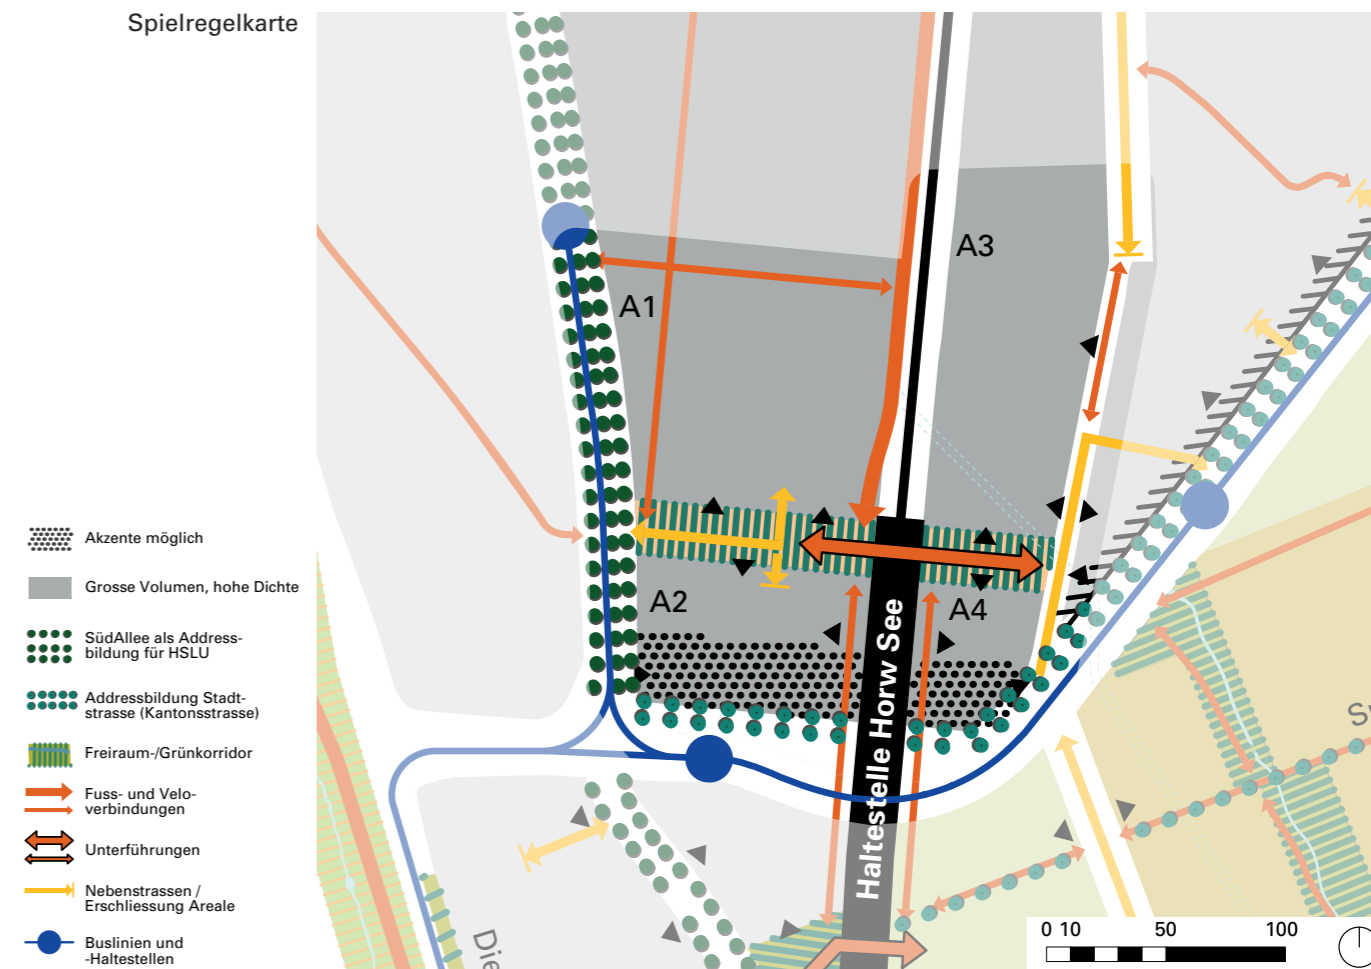 Spielregelkarte
Akzente möglich
Grosse Volumen, hohe Dichte
SüdAllee als Address-
bildung für HSLU
Addressbildung Stadt-
strasse (Kantonsstrasse)
Freiraum-/Grünkorridor
Fuss- und Velo-
verbindungen
Unterführungen
Nebenstrassen /
Erschliessung Areale
Buslinien und
-Haltestellen
A1
A3
A2
A4
Haltestelle Horw See
0 10 50 100